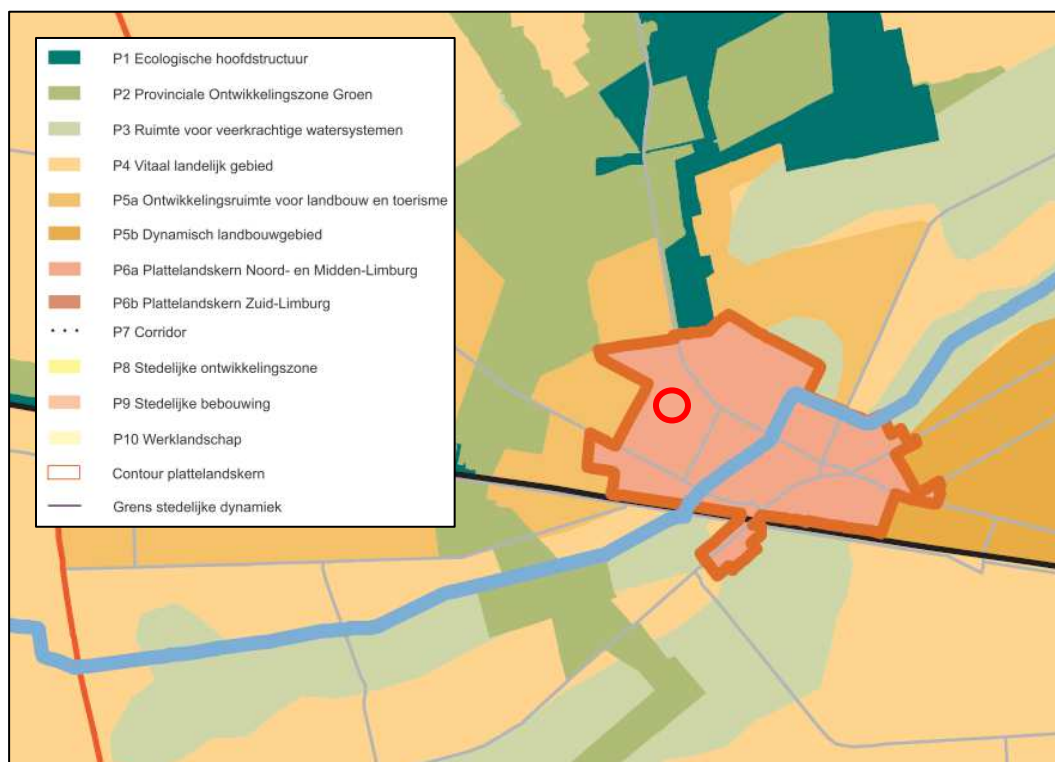 P1 Ecologische hoofdstructuur
P2 Provinciale Ontwikkelingszone Groen
P3 Ruimte voor veerkrachtige watersystemen
P4 Vitaal landelijk gebied
P5a Ontwikkelingsruimte voor landbouw en toerisme
P5b Dynamisch landbouwgebied
P6a Plattelandskern Noord- en Midden-Limburg
P6b Plattelandskern Zuid-Limburg
P7 Corridor
P8 Stedelijke ontwikkelingszone
P9 Stedelijke bebouwing
P10 Werklandschap
Contour plattelandskern
Grens stedelijke dynamiek